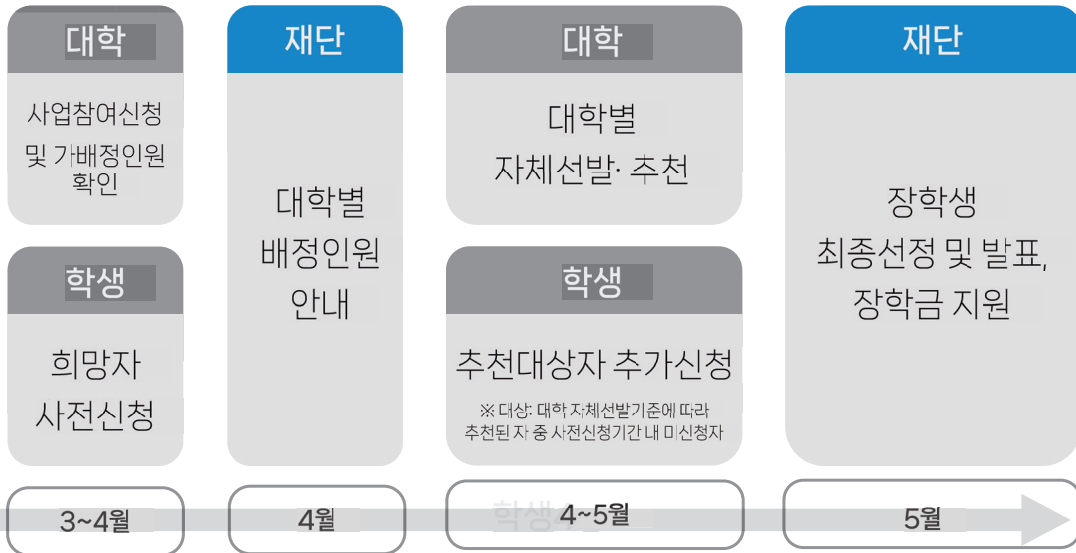 대학
사업참여신청
및 가배정인원
확인
학생
희망자
사전신청
3~4월
재단
대학별
배정인원
안내
4월
대학
대학별
자체선발· 추천
학생
추천대상자 추가신청
※ 대상: 대학 자체선발기준에 따라
추천된 자 중 사전신청기간 내 미신청자
학생
4~5월
재단
장학생
최종선정 및 발표,
장학금 지원
5월